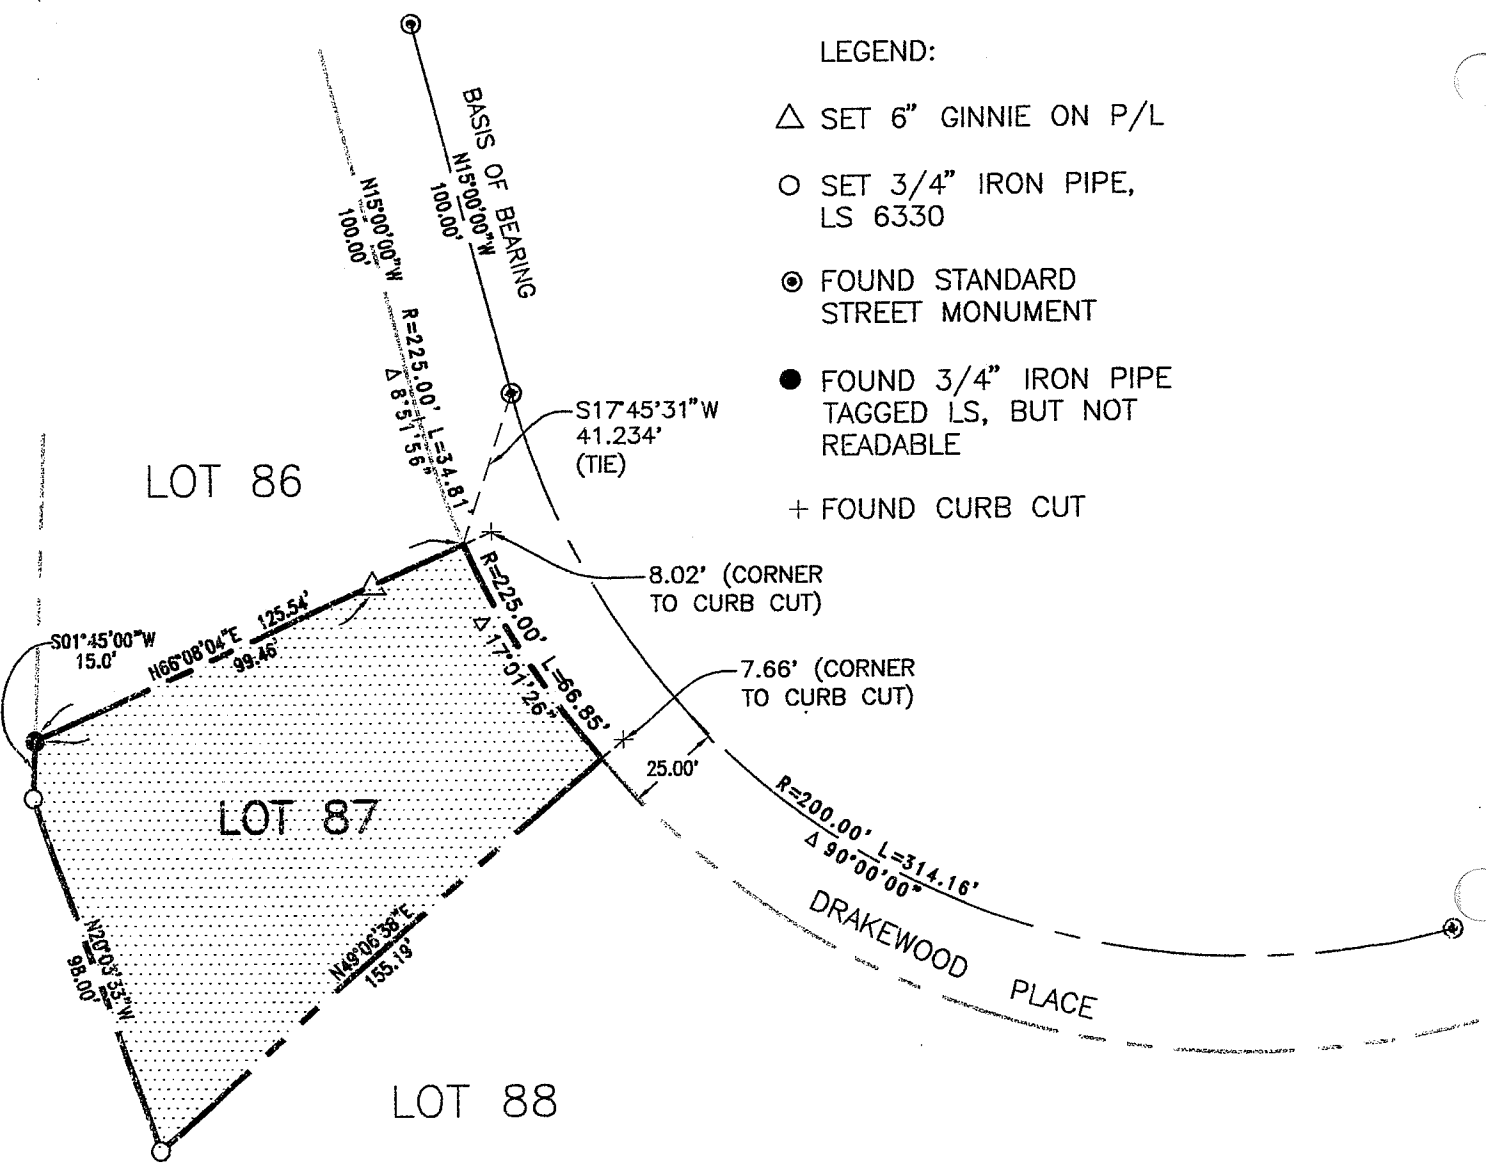 LEGEND:
△ SET 6" GINNIE ON P/L
○ SET 3/4" IRON PIPE,
LS 6330
FOUND STANDARD
STREET MONUMENT
● FOUND 3/4" IRON PIPE
TAGGED LS, BUT NOT
READABLE
+ FOUND CURB CUT
BASIS OF BEARING
N15°00'00"W
100.00'
N15°00'00"W
100.00'
R=225.00' L=34.81'
Δ 8°51'56"
S17°45'31"W
41.234'
(TIE)
LOT 86
8.02' (CORNER
TO CURB CUT)
R=225.00' L=66.85'
Δ 17°01'26"
S01°45'00"W
15.0'
N66°08'04"E 125.54'
99.46'
7.66' (CORNER
TO CURB CUT)
25.00'
LOT 87
R=200.00' L=314.16'
Δ 90°00'00"
DRAKEWOOD PLACE
N20°03'33"W
98.00'
N49°06'38"E
155.19'
LOT 88